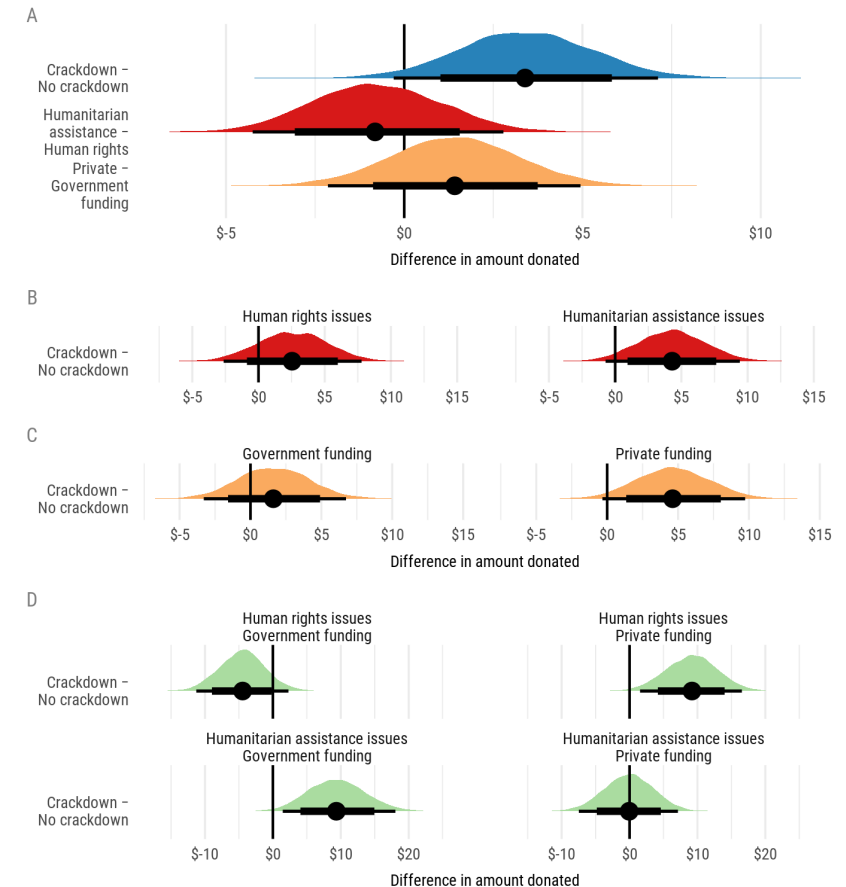 A
Crackdown −
No crackdown
Humanitarian
assistance −
Human rights
Private −
Government
funding
$-5 $0 $5 $10
Difference in amount donated
B
Human rights issues Humanitarian assistance issues
Crackdown −
No crackdown
$-5 $0 $5 $10 $15 $-5 $0 $5 $10 $15
C
Government funding Private funding
Crackdown −
No crackdown
$-5 $0 $5 $10 $15 $-5 $0 $5 $10 $15
Difference in amount donated
D
Human rights issues Human rights issues
Government funding Private funding
Crackdown −
No crackdown
Humanitarian assistance issues Humanitarian assistance issues
Government funding Private funding
Crackdown −
No crackdown
$-10 $0 $10 $20 $-10 $0 $10 $20
Difference in amount donated